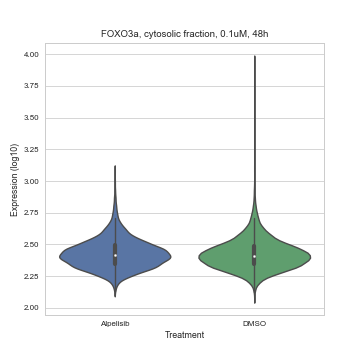 FOXO3a, cytosolic fraction, 0.1uM, 48h
4.00
3.75
3.50
3.25
3.00
2.75
2.50
2.25
2.00
Expression (log10)
Alpelisib
DMSO
Treatment